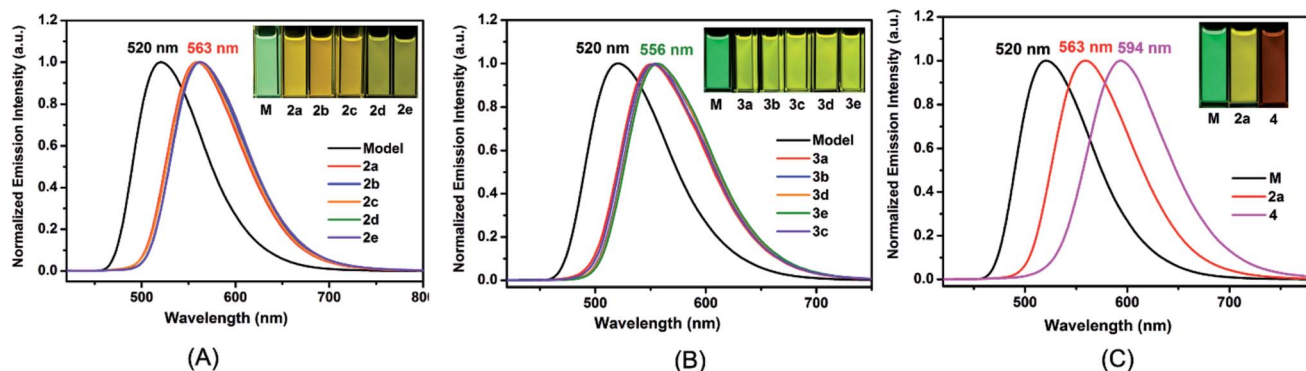 Normalized Emission Intensity (a.u.)
1.2
1.0
0.8
0.6
0.4
0.2
0.0
520 nm 563 nm
M 2a 2b 2c 2d 2e
Model
2a
2b
2c
2d
2e
500 600 700 800
Wavelength (nm)
(A)
Normalized Emission Intensity (a.u.)
1.2
1.0
0.8
0.6
0.4
0.2
0.0
520 nm 556 nm
M 3a 3b 3c 3d 3e
Model
3a
3b
3d
3e
3c
500 600 700
Wavelength (nm)
(B)
Normalized Emission Intensity (a.u.)
1.2
1.0
0.8
0.6
0.4
0.2
0.0
520 nm 563 nm 594 nm
M 2a 4
M
2a
4
500 600 700
Wavelength (nm)
(C)